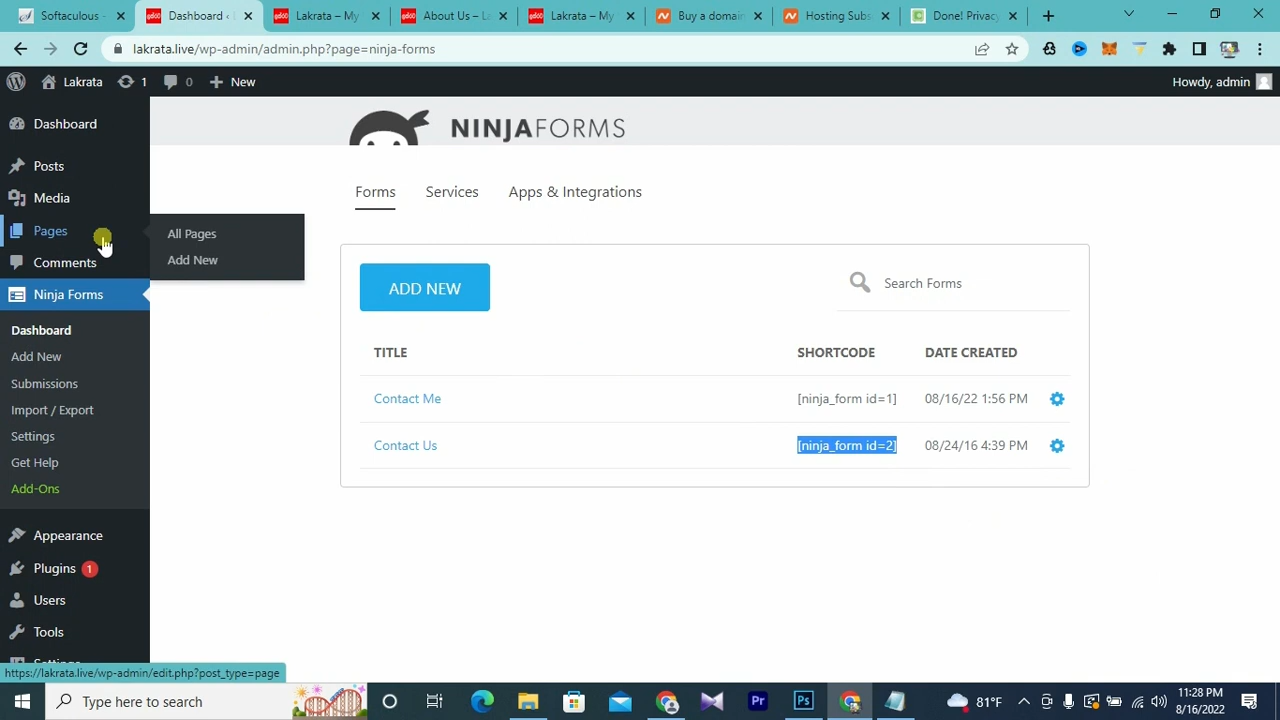 Softaculous -
Dashboard ‹
Lakrata – My
About Us – La
Lakrata – My
Buy a domain
Hosting Subs
Done! Privac
lakrata.live/wp-admin/admin.php?page=ninja-forms
Lakrata
1
0
New
Howdy, admin
NINJAFORMS
Dashboard
Posts
Media
Pages
Comments
Ninja Forms
Dashboard
Add New
Submissions
Import / Export
Settings
Get Help
Add-Ons
Appearance
Plugins 1
Users
Tools
Settings
All Pages
Add New
Forms
Services
Apps & Integrations
ADD NEW
Search Forms
TITLE
SHORTCODE
DATE CREATED
Contact Me
[ninja_form id=1]
08/16/22 1:56 PM
Contact Us
[ninja_form id=2]
08/24/16 4:39 PM
https://lakrata.live/wp-admin/edit.php?post_type=page
Type here to search
81°F
11:28 PM
8/16/2022